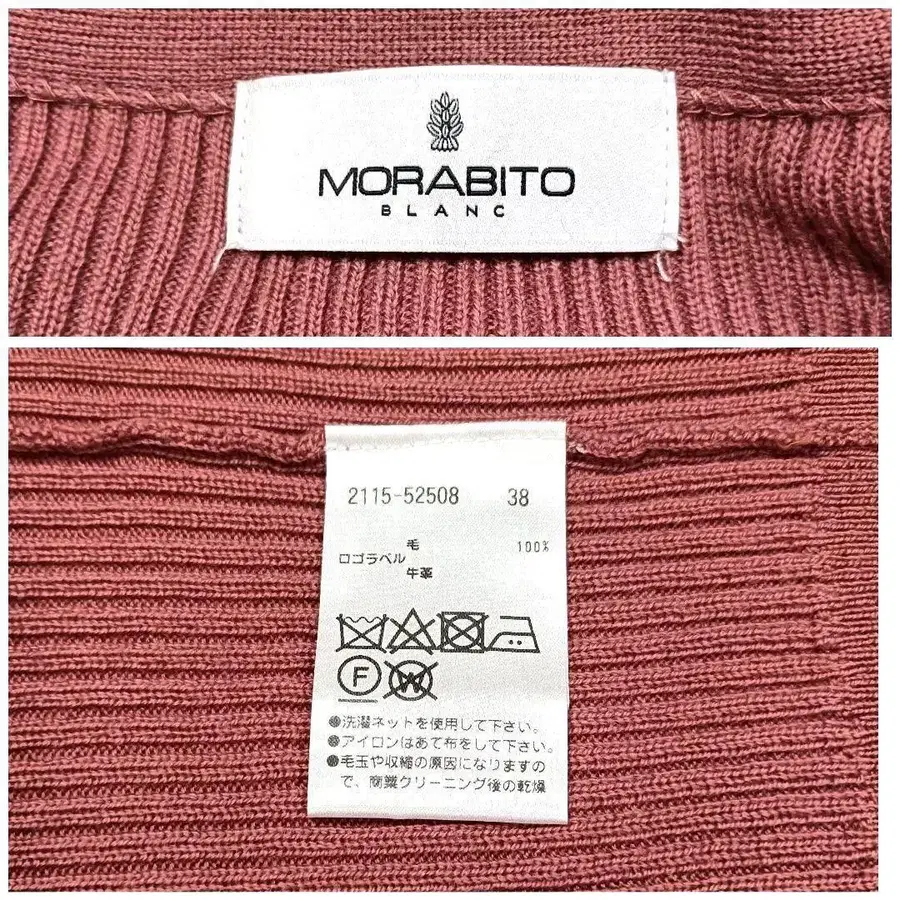 MORABITO
BLANC
2115-52508 38
毛 100%
ロゴラベル
牛革
F
W
●洗濯ネットを使用して下さい。
●アイロンはあて布をして下さい。
●毛玉や収縮の原因になりますの
で、商業クリーニング後の乾燥